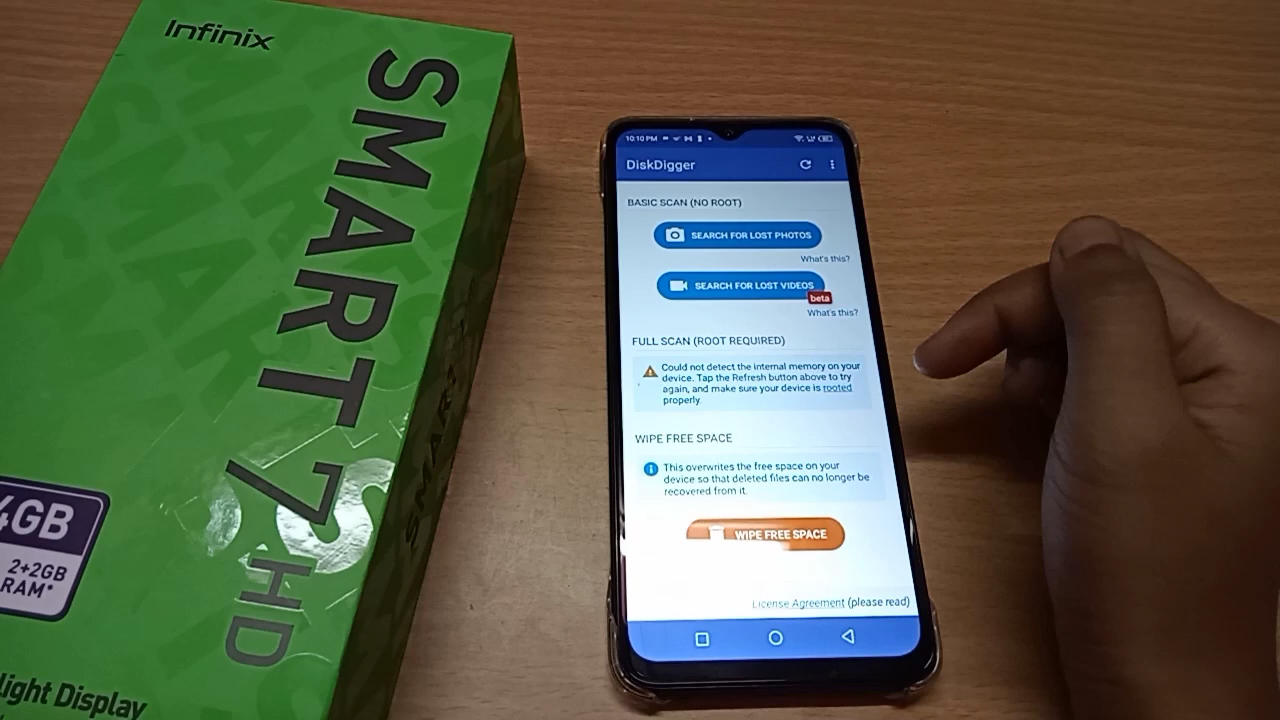 Infinix
SMART 7 HD
4GB
2+2GB
RAM*
light Display
10:10 PM
DiskDigger
BASIC SCAN (NO ROOT)
SEARCH FOR LOST PHOTOS
What's this?
SEARCH FOR LOST VIDEOS
beta
What's this?
FULL SCAN (ROOT REQUIRED)
Could not detect the internal memory on your
device. Tap the Refresh button above to try
again, and make sure your device is rooted
properly.
WIPE FREE SPACE
This overwrites the free space on your
device so that deleted files can no longer be
recovered from it.
WIPE FREE SPACE
License Agreement (please read)